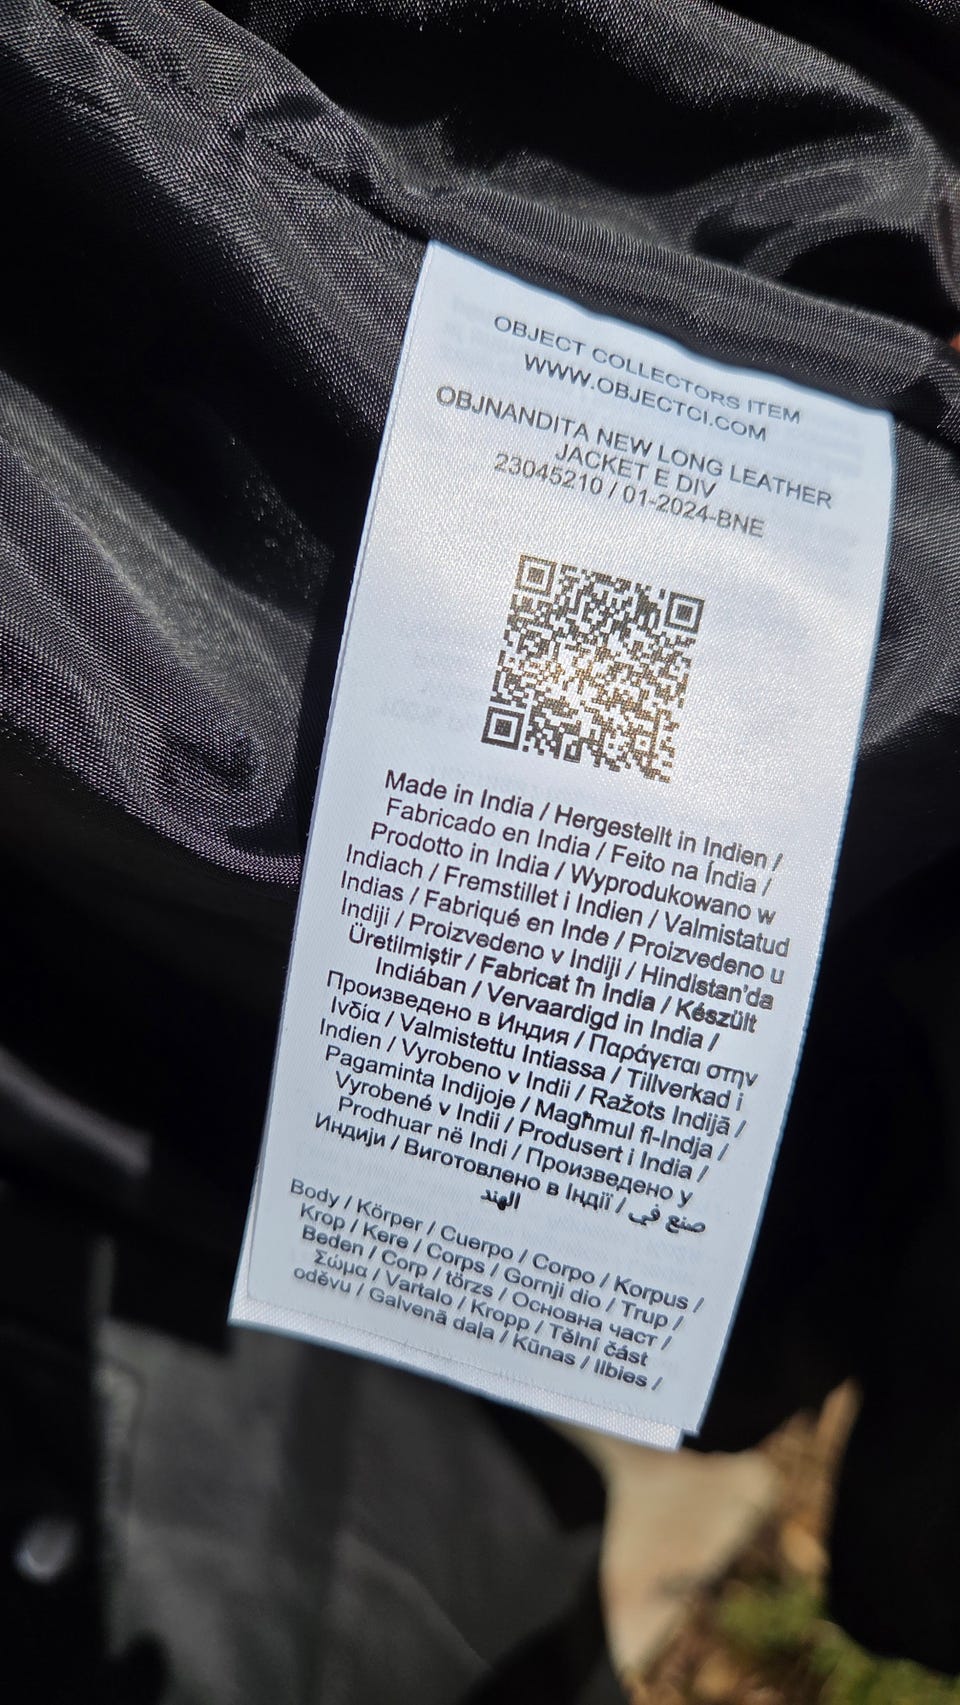 OBJECT COLLECTORS ITEM
WWW.OBJECTCI.COM
OBJNANDITA NEW LONG LEATHER
JACKET E DIV
23045210 / 01-2024-BNE
Made in India / Hergestellt in Indien /
Fabricado en India / Feito na Índia /
Prodotto in India / Wyprodukowano w
Indiach / Fremstillet i Indien / Valmistatud
Indias / Fabriqué en Inde / Proizvedeno u
Indiji / Proizvedeno v Indiji / Hindistan'da
Üretilmiştir / Fabricat în India / Készült
Indiában / Vervaardigd in India /
Произведено в Индия / Παράγεται στην
Ινδία / Valmistettu Intiassa / Tillverkad i
Indien / Vyrobeno v Indii / Ražots Indijā /
Pagaminta Indijoje / Magħmul fl-Indja /
Vyrobené v Indii / Produsert i India /
Prodhuar në Indi / Произведено у
Индији / Виготовлено в Індії / صنع في
الهند
Body / Körper / Cuerpo / Corpo / Korpus /
Krop / Kere / Corps / Gornji dio / Trup /
Beden / Corp / törzs / Основна част /
Σώμα / Vartalo / Kropp / Tělní část
oděvu / Galvenā daļa / Kūnas / Ilbies /